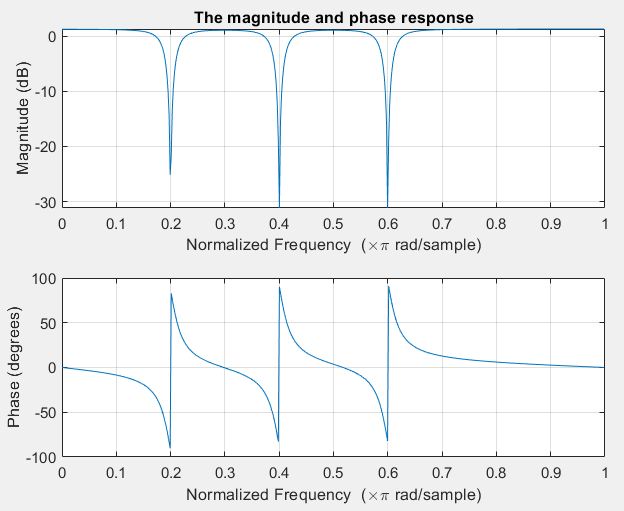 The magnitude and phase response
Magnitude (dB)
0
-10
-20
-30
0 0.1 0.2 0.3 0.4 0.5 0.6 0.7 0.8 0.9 1
Normalized Frequency (×π rad/sample)
Phase (degrees)
100
50
0
-50
-100
0 0.1 0.2 0.3 0.4 0.5 0.6 0.7 0.8 0.9 1
Normalized Frequency (×π rad/sample)